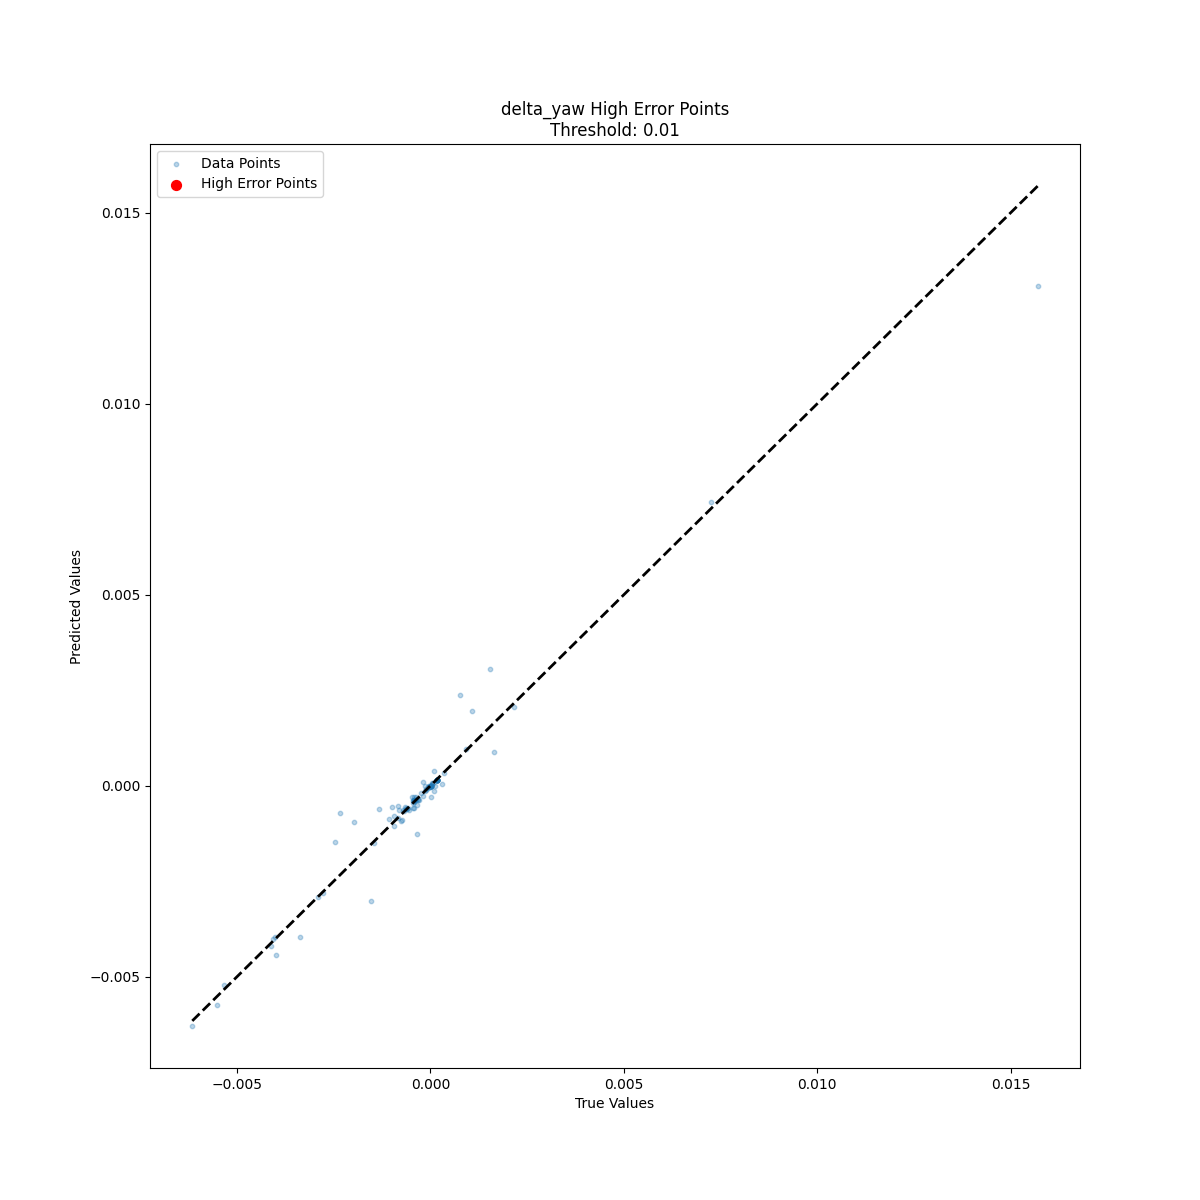 delta_yaw High Error Points
Threshold: 0.01
Data Points
High Error Points
0.015
0.010
0.005
0.000
−0.005
Predicted Values
−0.005
0.000
0.005
0.010
0.015
True Values